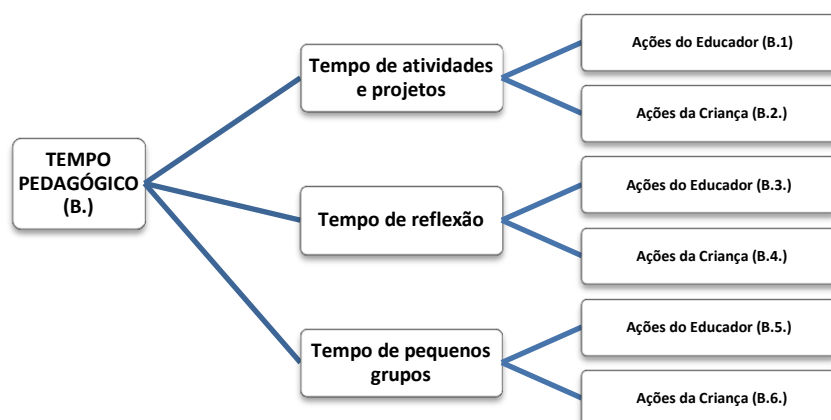 TEMPO
PEDAGÓGICO
(B.)
Tempo de atividades
e projetos
Ações do Educador (B.1)
Ações da Criança (B.2.)
Tempo de reflexão
Ações do Educador (B.3.)
Ações da Criança (B.4.)
Tempo de pequenos
grupos
Ações do Educador (B.5.)
Ações da Criança (B.6.)